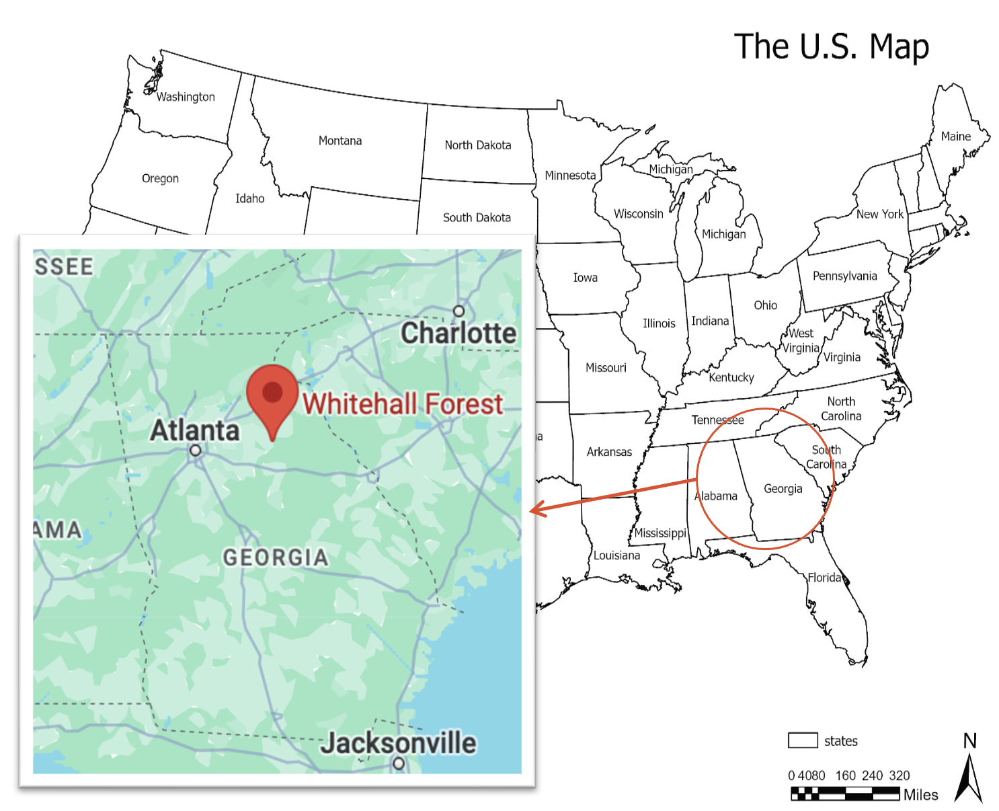 The U.S. Map
Washington
Montana
North Dakota
Maine
Oregon
Idaho
Minnesota
Michigan
South Dakota
Wisconsin
New York
Michigan
Iowa
Pennsylvania
Ohio
Illinois
Indiana
West
Virginia
Virginia
Missouri
Kentucky
North
Carolina
Tennessee
Arkansas
South
Carolina
Georgia
Alabama
Mississippi
Louisiana
Florida
na
SSEE
Charlotte
Whitehall Forest
Atlanta
AMA
GEORGIA
Jacksonville
states
N
0 40 80 160 240 320
Miles